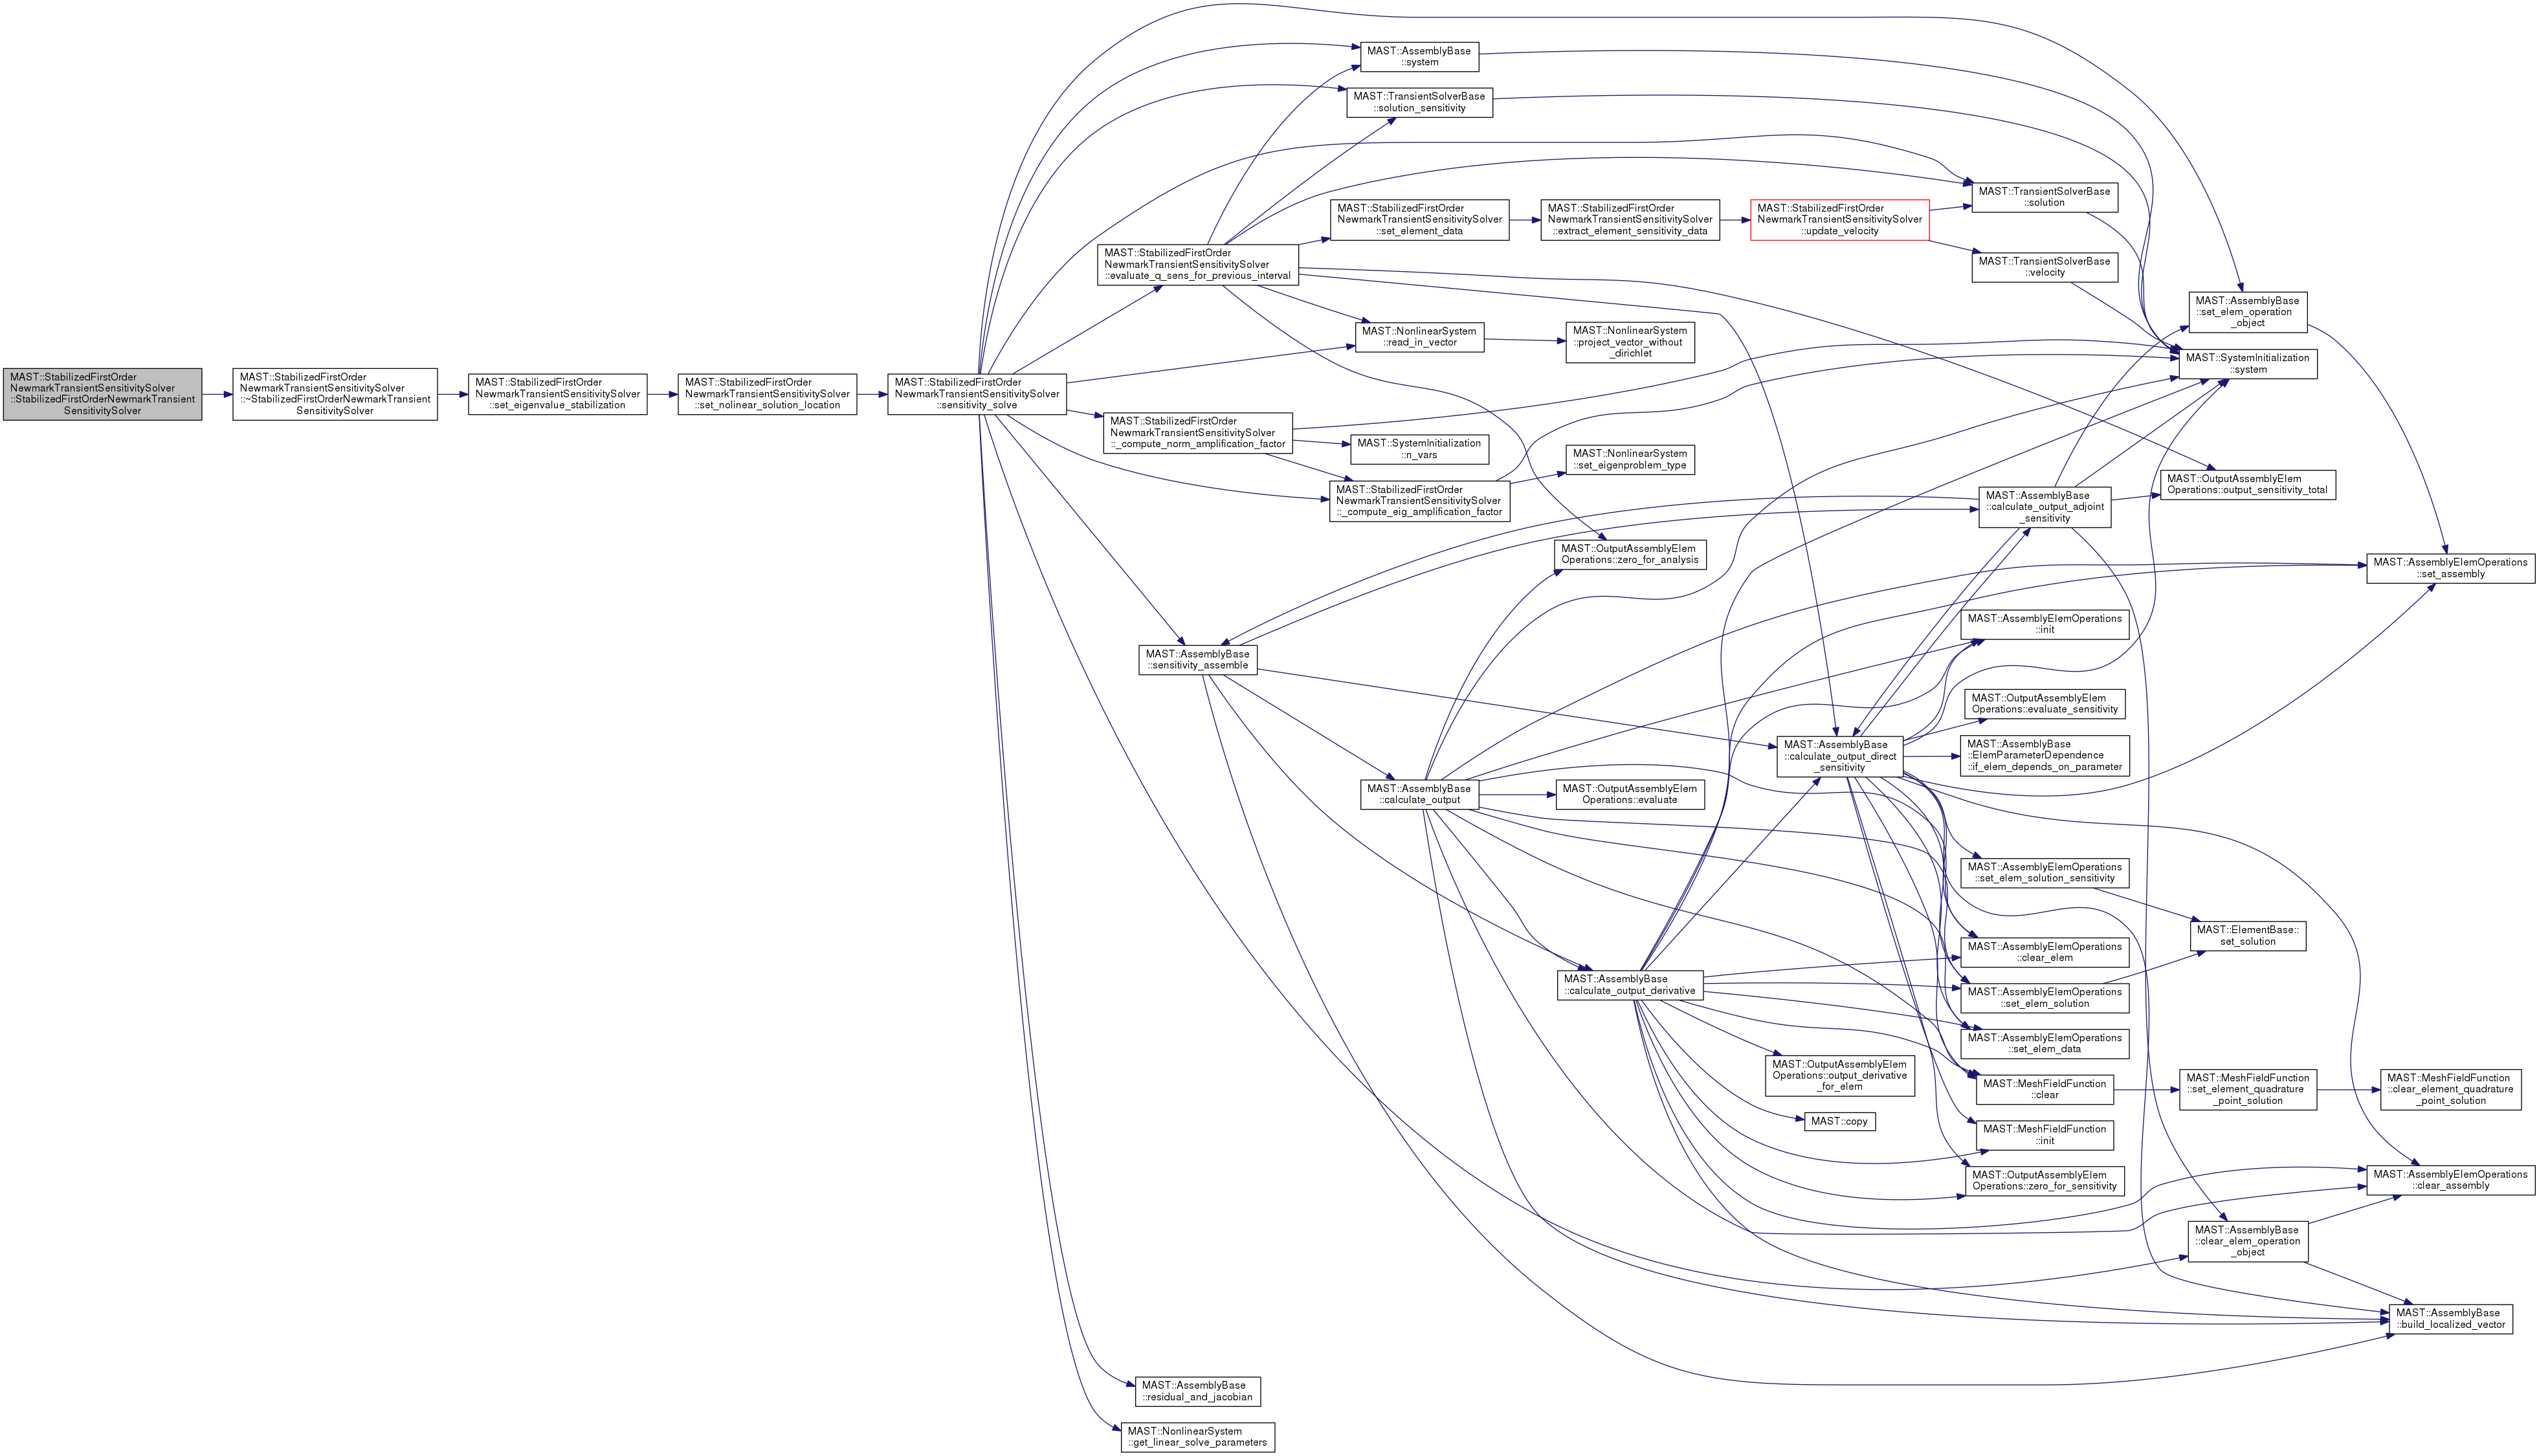 MAST::StabilizedFirstOrder
NewmarkTransientSensitivitySolver
::StabilizedFirstOrderNewmarkTransient
SensitivitySolver
MAST::StabilizedFirstOrder
NewmarkTransientSensitivitySolver
::~StabilizedFirstOrderNewmarkTransient
SensitivitySolver
MAST::StabilizedFirstOrder
NewmarkTransientSensitivitySolver
::set_eigenvalue_stabilization
MAST::StabilizedFirstOrder
NewmarkTransientSensitivitySolver
::set_nolinear_solution_location
MAST::StabilizedFirstOrder
NewmarkTransientSensitivitySolver
::sensitivity_solve
MAST::AssemblyBase
::system
MAST::TransientSolverBase
::solution_sensitivity
MAST::StabilizedFirstOrder
NewmarkTransientSensitivitySolver
::evaluate_q_sens_for_previous_interval
MAST::StabilizedFirstOrder
NewmarkTransientSensitivitySolver
::set_element_data
MAST::StabilizedFirstOrder
NewmarkTransientSensitivitySolver
::extract_element_sensitivity_data
MAST::StabilizedFirstOrder
NewmarkTransientSensitivitySolver
::update_velocity
MAST::TransientSolverBase
::solution
MAST::TransientSolverBase
::velocity
MAST::AssemblyBase
::set_elem_operation
_object
MAST::NonlinearSystem
::read_in_vector
MAST::NonlinearSystem
::project_vector_without
_dirichlet
MAST::SystemInitialization
::system
MAST::StabilizedFirstOrder
NewmarkTransientSensitivitySolver
::_compute_norm_amplification_factor
MAST::SystemInitialization
::n_vars
MAST::NonlinearSystem
::set_eigenproblem_type
MAST::StabilizedFirstOrder
NewmarkTransientSensitivitySolver
::_compute_eig_amplification_factor
MAST::AssemblyBase
::calculate_output_adjoint
_sensitivity
MAST::OutputAssemblyElem
Operations::output_sensitivity_total
MAST::OutputAssemblyElem
Operations::zero_for_analysis
MAST::AssemblyElemOperations
::set_assembly
MAST::AssemblyElemOperations
::init
MAST::AssemblyBase
::sensitivity_assemble
MAST::OutputAssemblyElem
Operations::evaluate_sensitivity
MAST::AssemblyBase
::calculate_output_direct
_sensitivity
MAST::AssemblyBase
::ElemParameterDependence
::if_elem_depends_on_parameter
MAST::AssemblyBase
::calculate_output
MAST::OutputAssemblyElem
Operations::evaluate
MAST::AssemblyElemOperations
::set_elem_solution_sensitivity
MAST::ElementBase::
set_solution
MAST::AssemblyElemOperations
::clear_elem
MAST::AssemblyBase
::calculate_output_derivative
MAST::AssemblyElemOperations
::set_elem_solution
MAST::AssemblyElemOperations
::set_elem_data
MAST::OutputAssemblyElem
Operations::output_derivative
_for_elem
MAST::MeshFieldFunction
::clear
MAST::MeshFieldFunction
::set_element_quadrature
_point_solution
MAST::MeshFieldFunction
::clear_element_quadrature
_point_solution
MAST::copy
MAST::MeshFieldFunction
::init
MAST::OutputAssemblyElem
Operations::zero_for_sensitivity
MAST::AssemblyElemOperations
::clear_assembly
MAST::AssemblyBase
::clear_elem_operation
_object
MAST::AssemblyBase
::build_localized_vector
MAST::AssemblyBase
::residual_and_jacobian
MAST::NonlinearSystem
::get_linear_solve_parameters